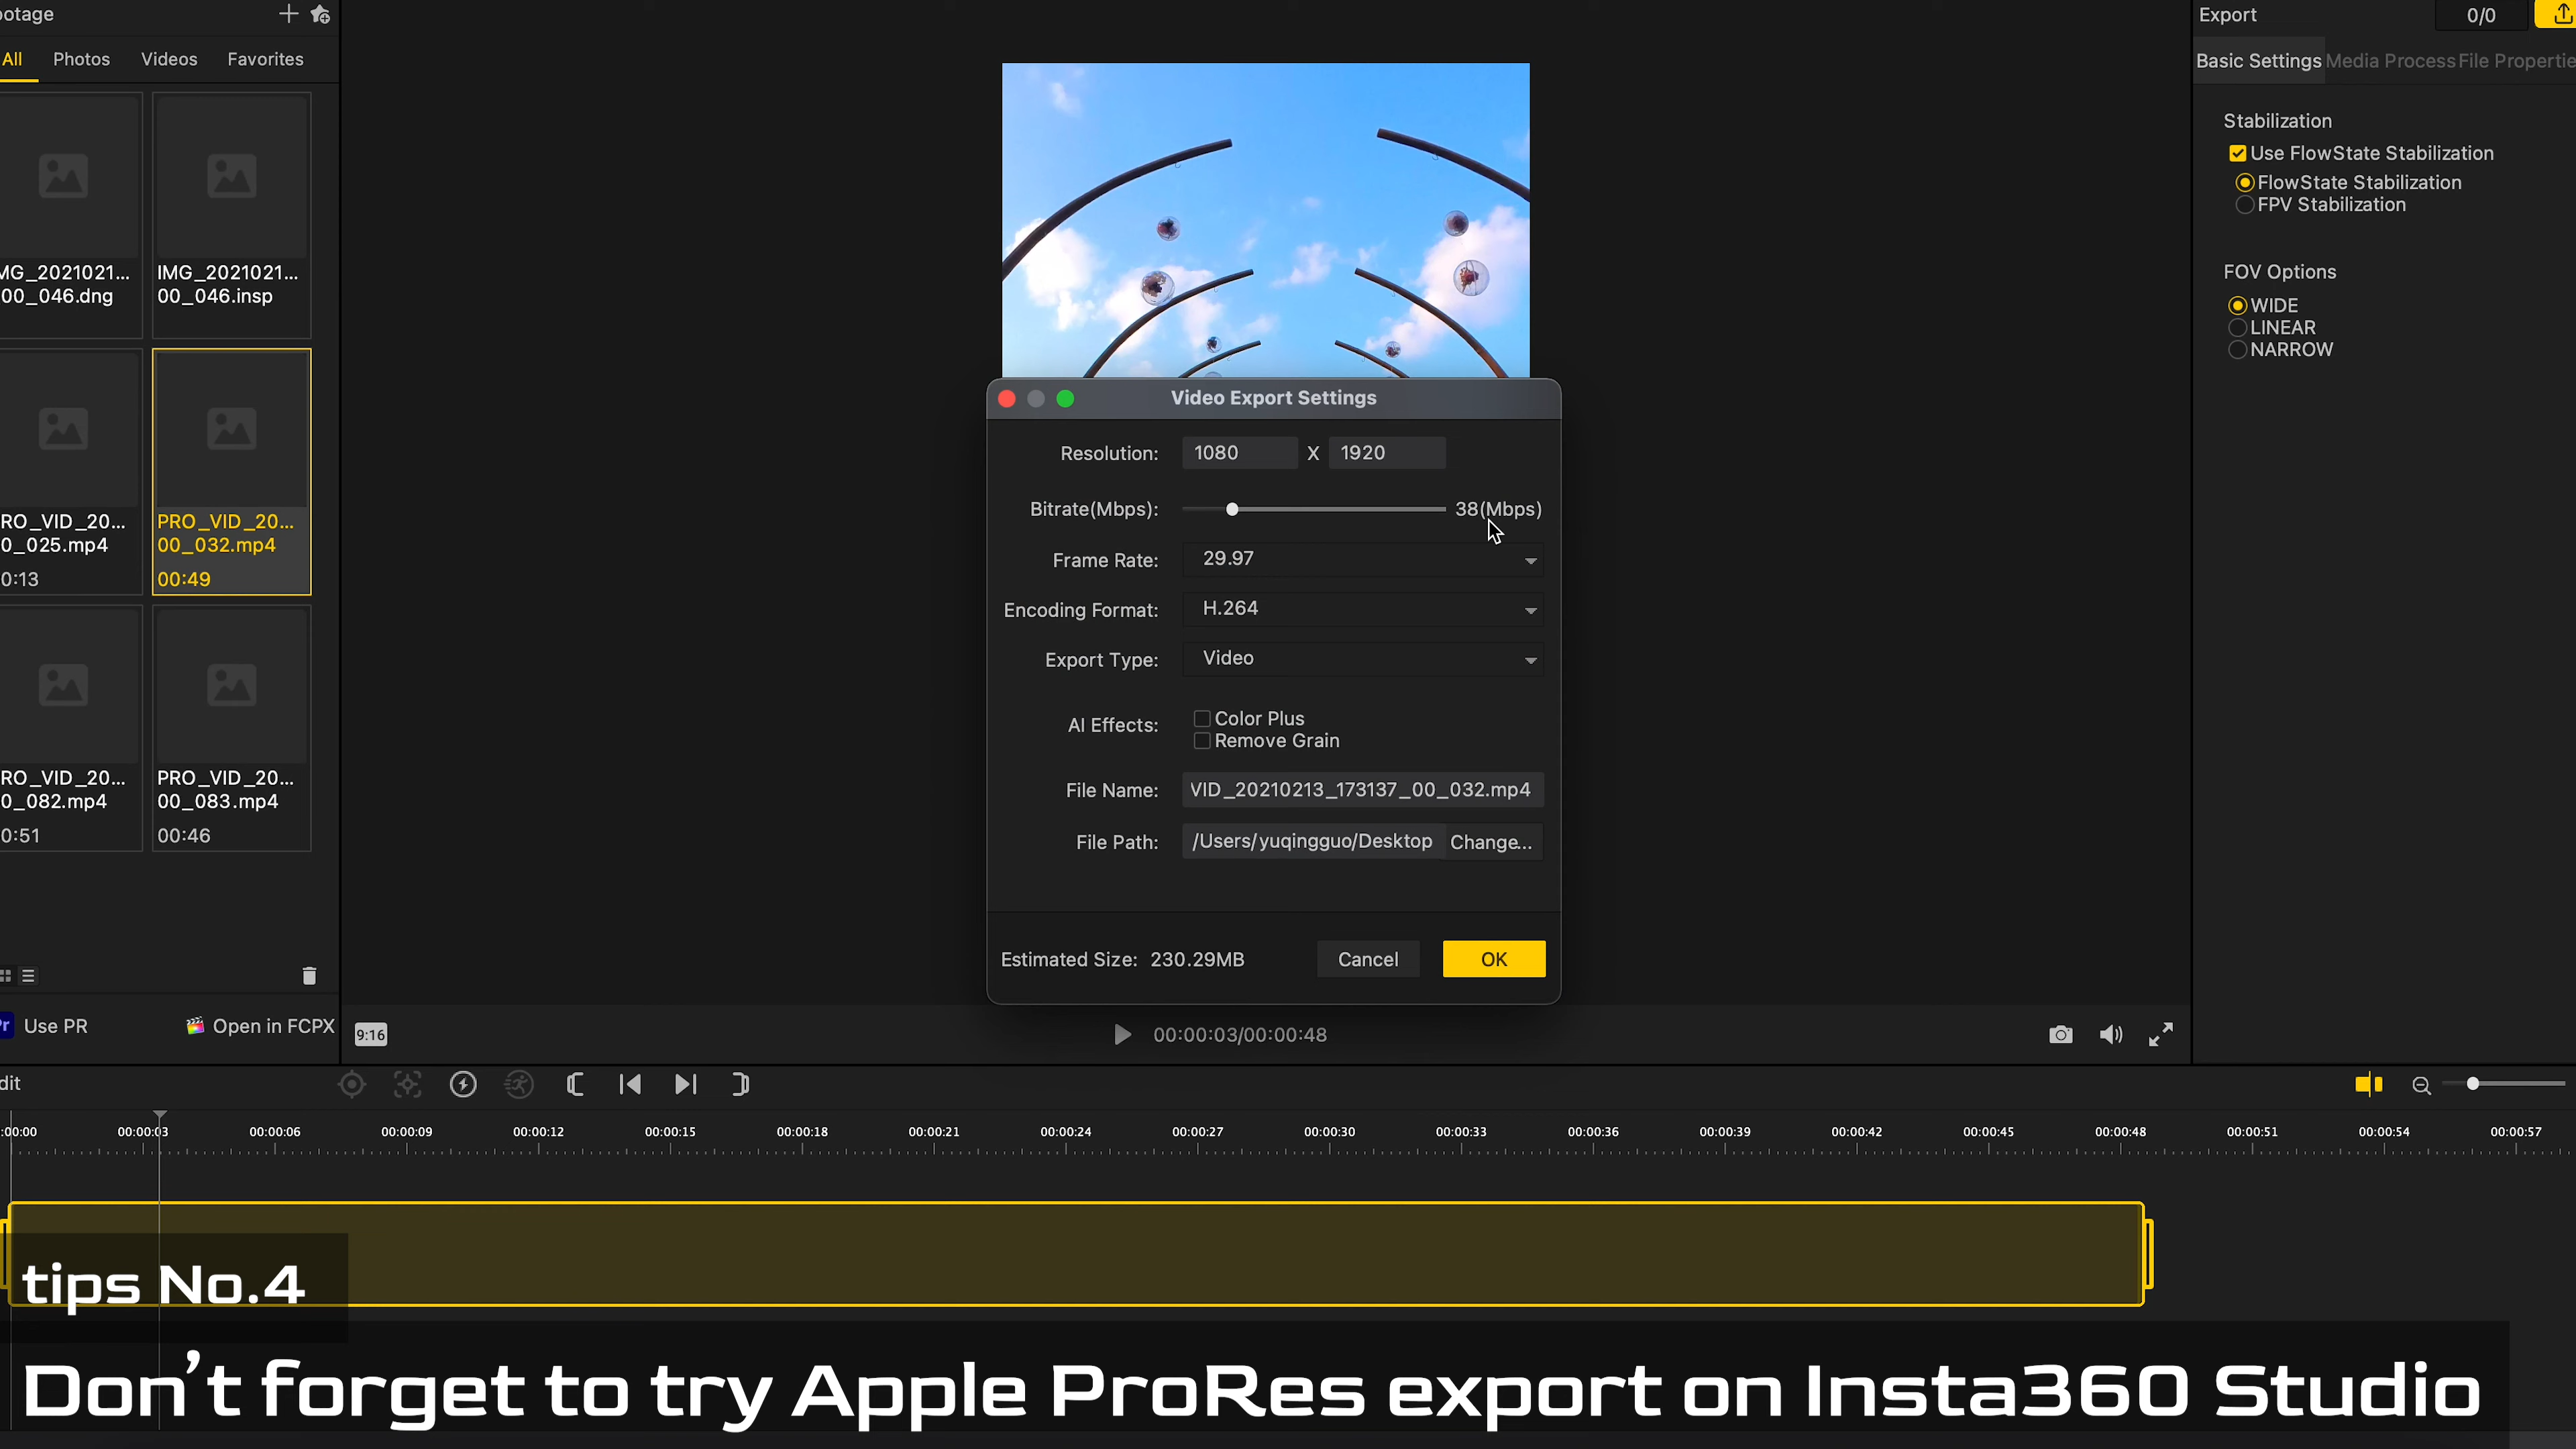 ootage
All Photos Videos Favorites
MG_2021021...
00_046.dng
IMG_2021021...
00_046.insp
RO_VID_20...
0_025.mp4
0:13
PRO_VID_20...
00_032.mp4
00:49
RO_VID_20...
0_082.mp4
0:51
PRO_VID_20...
00_083.mp4
00:46
Use PR
Open in FCPX
Video Export Settings
Resolution: 1080 X 1920
Bitrate(Mbps): 38(Mbps)
Frame Rate: 29.97
Encoding Format: H.264
Export Type: Video
AI Effects: Color Plus
Remove Grain
File Name: VID_20210213_173137_00_032.mp4
File Path: /Users/yuqingguo/Desktop Change...
Estimated Size: 230.29MB Cancel OK
9:16
00:00:03/00:00:48
Export 0/0
Basic Settings Media Process File Propertie
Stabilization
Use FlowState Stabilization
FlowState Stabilization
FPV Stabilization
FOV Options
WIDE
LINEAR
NARROW
dit
:00:00 00:00:03 00:00:06 00:00:09 00:00:12 00:00:15 00:00:18 00:00:21 00:00:24 00:00:27 00:00:30 00:00:33 00:00:36 00:00:39 00:00:42 00:00:45 00:00:48 00:00:51 00:00:54 00:00:57
tips No.4
Don't forget to try Apple ProRes export on Insta360 Studio